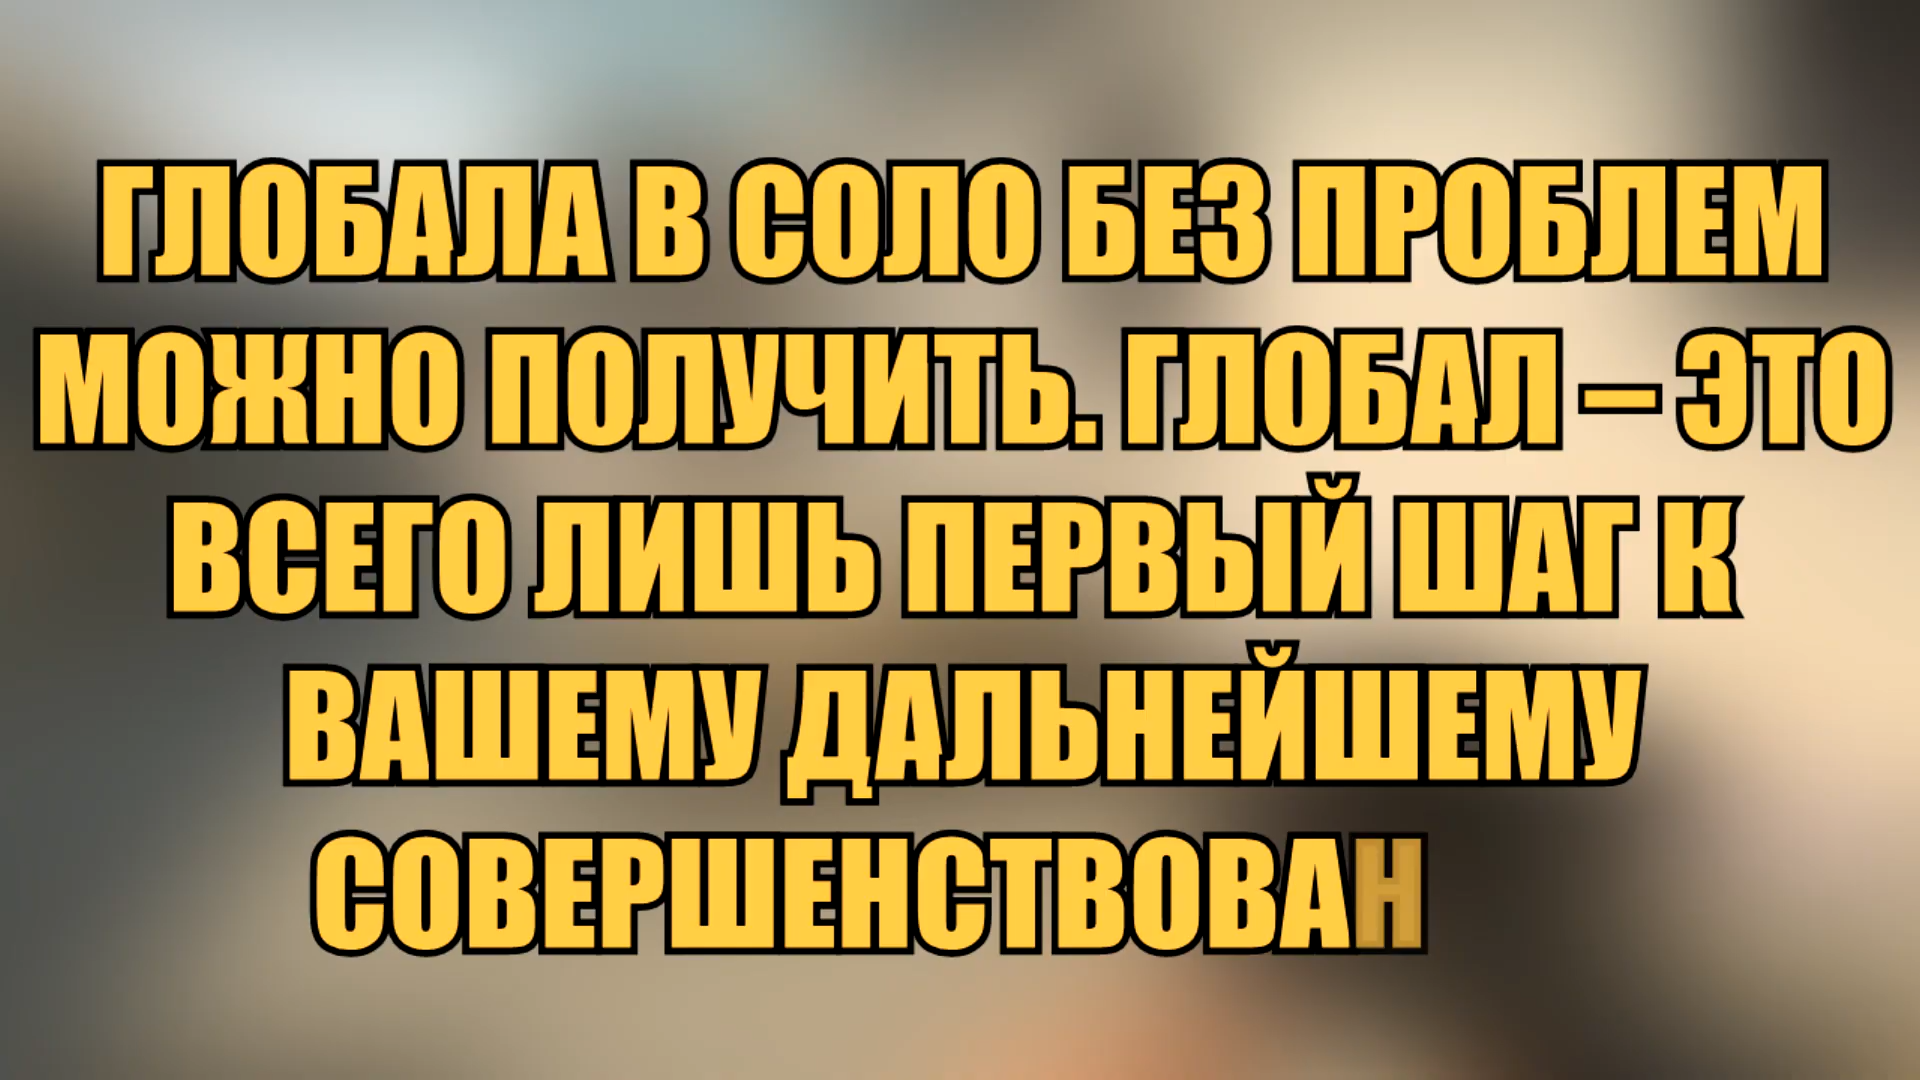 ГЛОБАЛА В СОЛО БЕЗ ПРОБЛЕМ
МОЖНО ПОЛУЧИТЬ. ГЛОБАЛ – ЭТО
ВСЕГО ЛИШЬ ПЕРВЫЙ ШАГ К
ВАШЕМУ ДАЛЬНЕЙШЕМУ
СОВЕРШЕНСТВОВАН